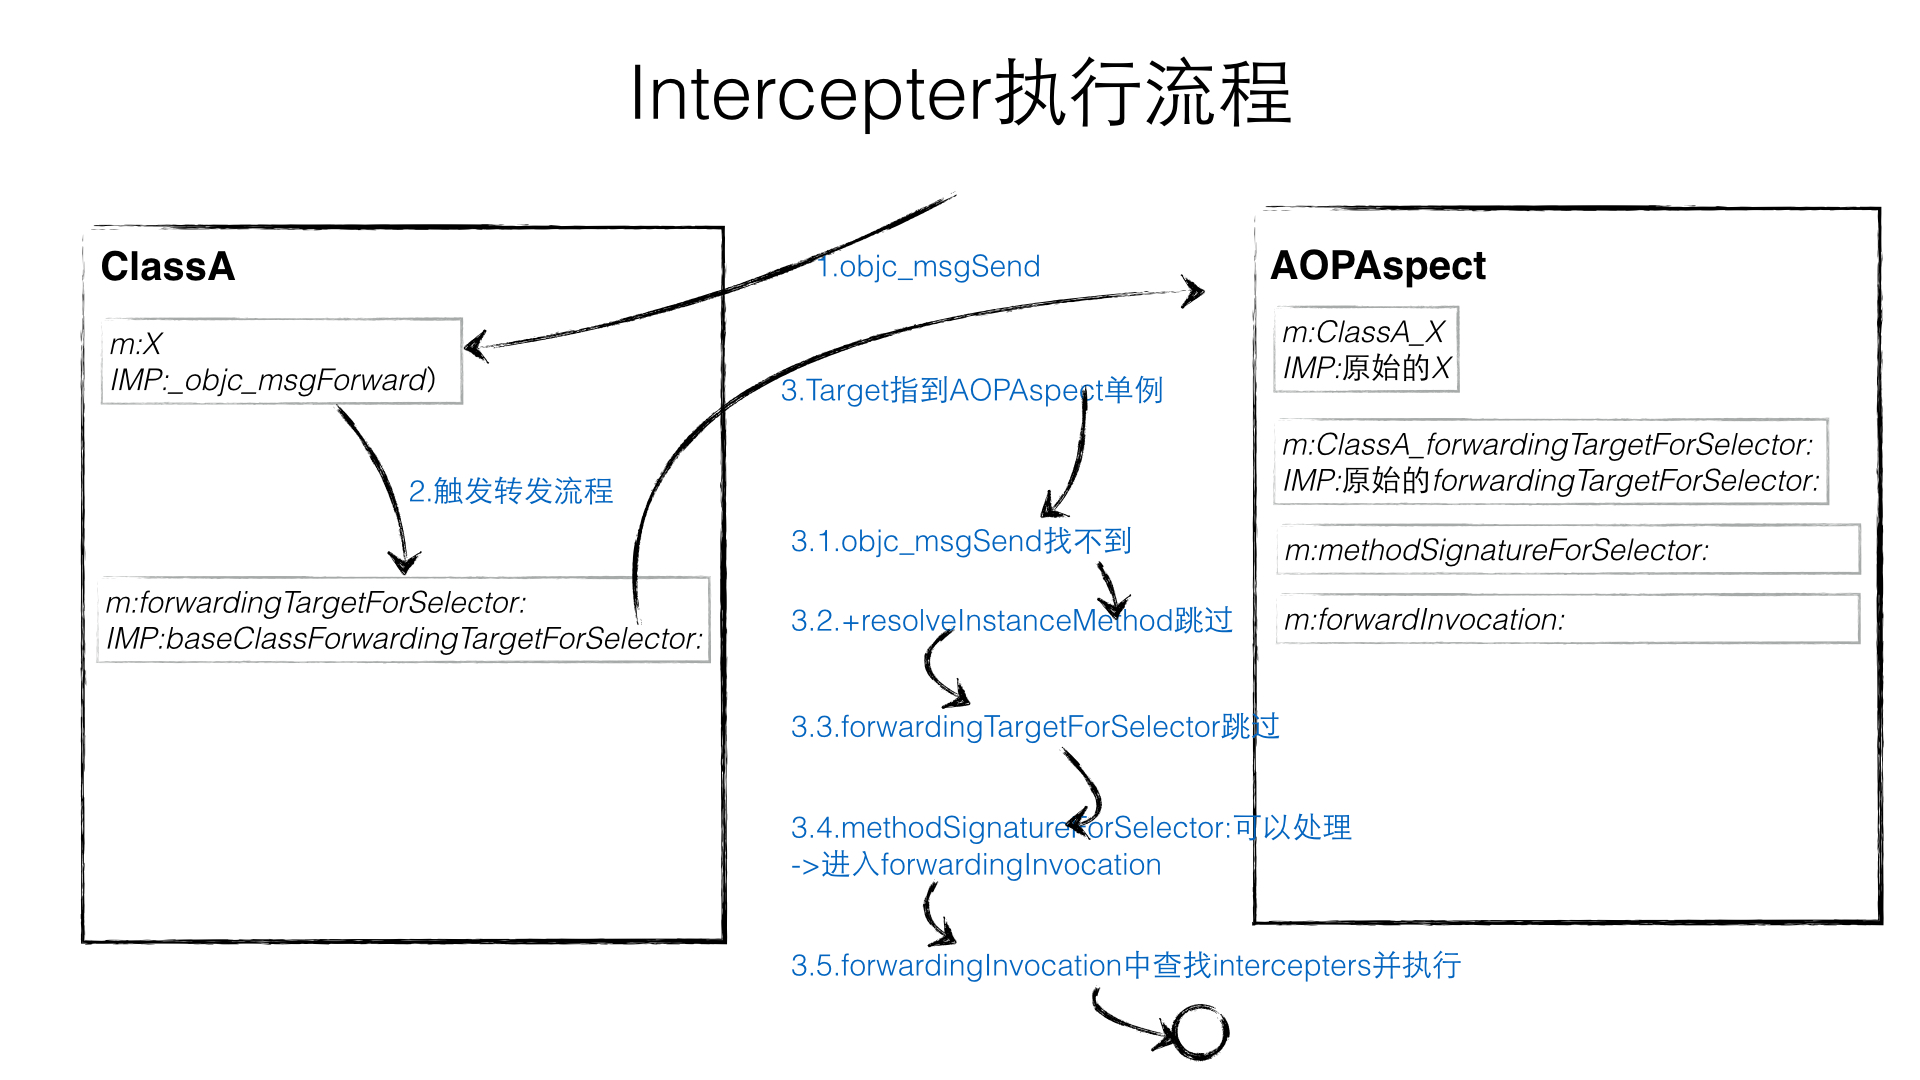 Intercepter执行流程
ClassA
m:X
IMP:_objc_msgForward)
m:forwardingTargetForSelector:
IMP:baseClassForwardingTargetForSelector:
1.objc_msgSend
2.触发转发流程
3.Target指到AOPAspect单例
3.1.objc_msgSend找不到
3.2.+resolveInstanceMethod跳过
3.3.forwardingTargetForSelector跳过
3.4.methodSignatureForSelector:可以处理
->进入forwardingInvocation
3.5.forwardingInvocation中查找intercepters并执行
AOPAspect
m:ClassA_X
IMP:原始的X
m:ClassA_forwardingTargetForSelector:
IMP:原始的forwardingTargetForSelector:
m:methodSignatureForSelector:
m:forwardInvocation: